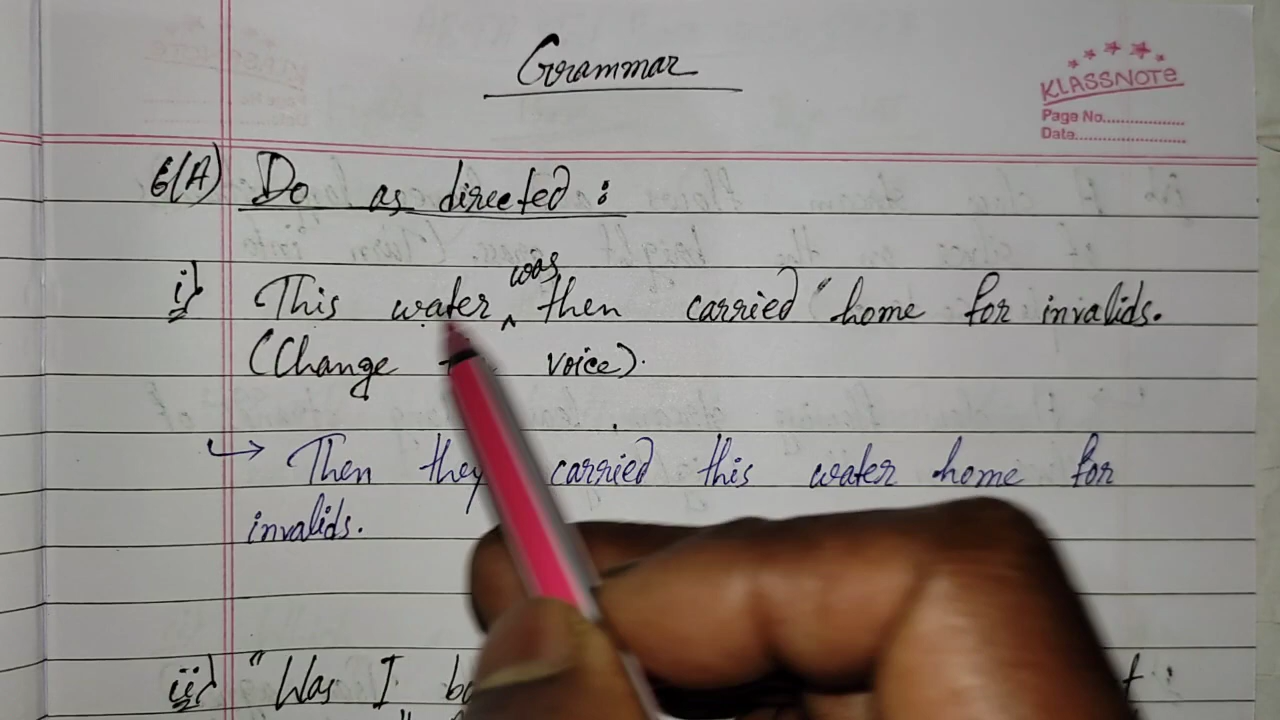 Grammar
KLASSNOTE
Page No.
Date
6(A) Do as directed :
i) This water was then carried home for invalids.
(Change voice).
Then they carried this water home for
invalids.
ii) "Was I